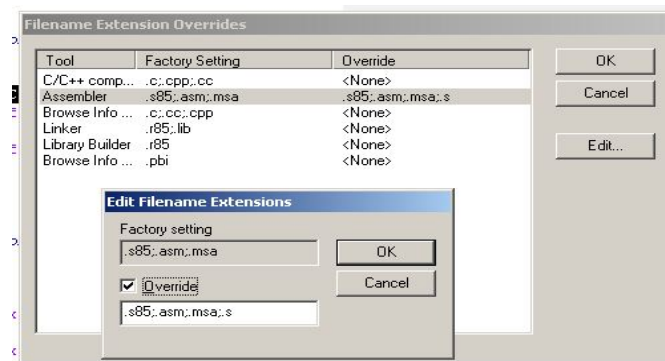 Filename Extension Overrides
Tool Factory Setting Override
C/C++ comp... .c;.cpp;.cc <None>
Assembler .s85;.asm;.msa .s85;.asm;.msa;.s
Browse Info ... .c;.cc;.cpp <None>
Linker .r85;.lib <None>
Library Builder .r85 <None>
Browse Info ... .pbi <None>
OK
Cancel
Edit...
Edit Filename Extensions
Factory setting
.s85;.asm;.msa
Override
.s85;.asm;.msa;.s
OK
Cancel